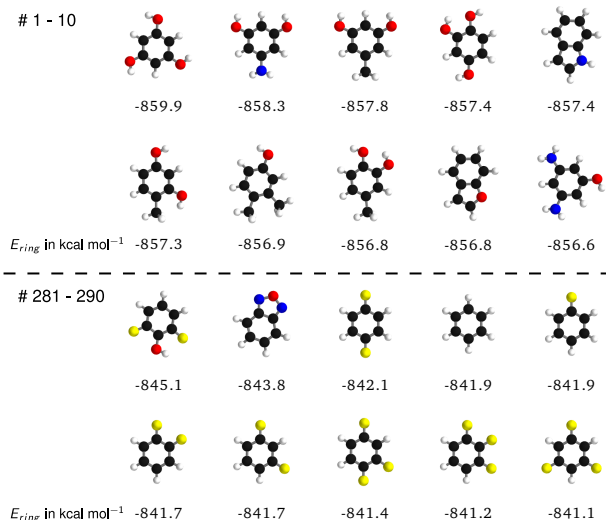 # 1 - 10
-859.9 -858.3 -857.8 -857.4 -857.4
E_ring in kcal mol⁻¹ -857.3 -856.9 -856.8 -856.8 -856.6
# 281 - 290
-845.1 -843.8 -842.1 -841.9 -841.9
E_ring in kcal mol⁻¹ -841.7 -841.7 -841.4 -841.2 -841.1